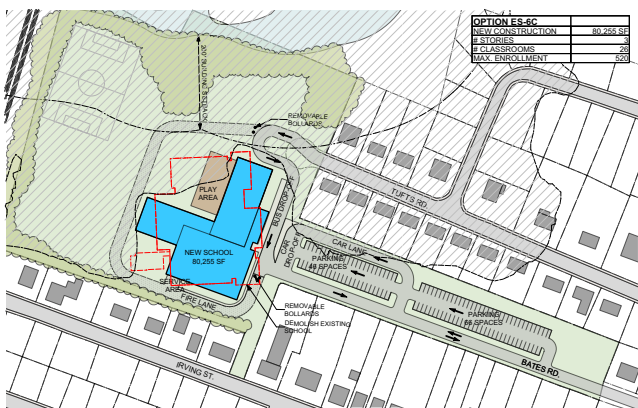 OPTION ES-6C
NEW CONSTRUCTION 80,255 SF
# STORIES 3
# CLASSROOMS 26
MAX. ENROLLMENT 520
200' BUILDING SETBACK
REMOVABLE
BOLLARDS
PLAY
AREA
TUFTS RD.
BUS DROP-OFF
CAR
DROP OFF
CAR LANE
PARKING
NEW SCHOOL
80,255 SF
SERVICE
AREA
FIRE LANE
REMOVABLE
BOLLARDS
DEMOLISH EXISTING
SCHOOL
PARKING
66 SPACES
BATES RD.
IRVING ST.